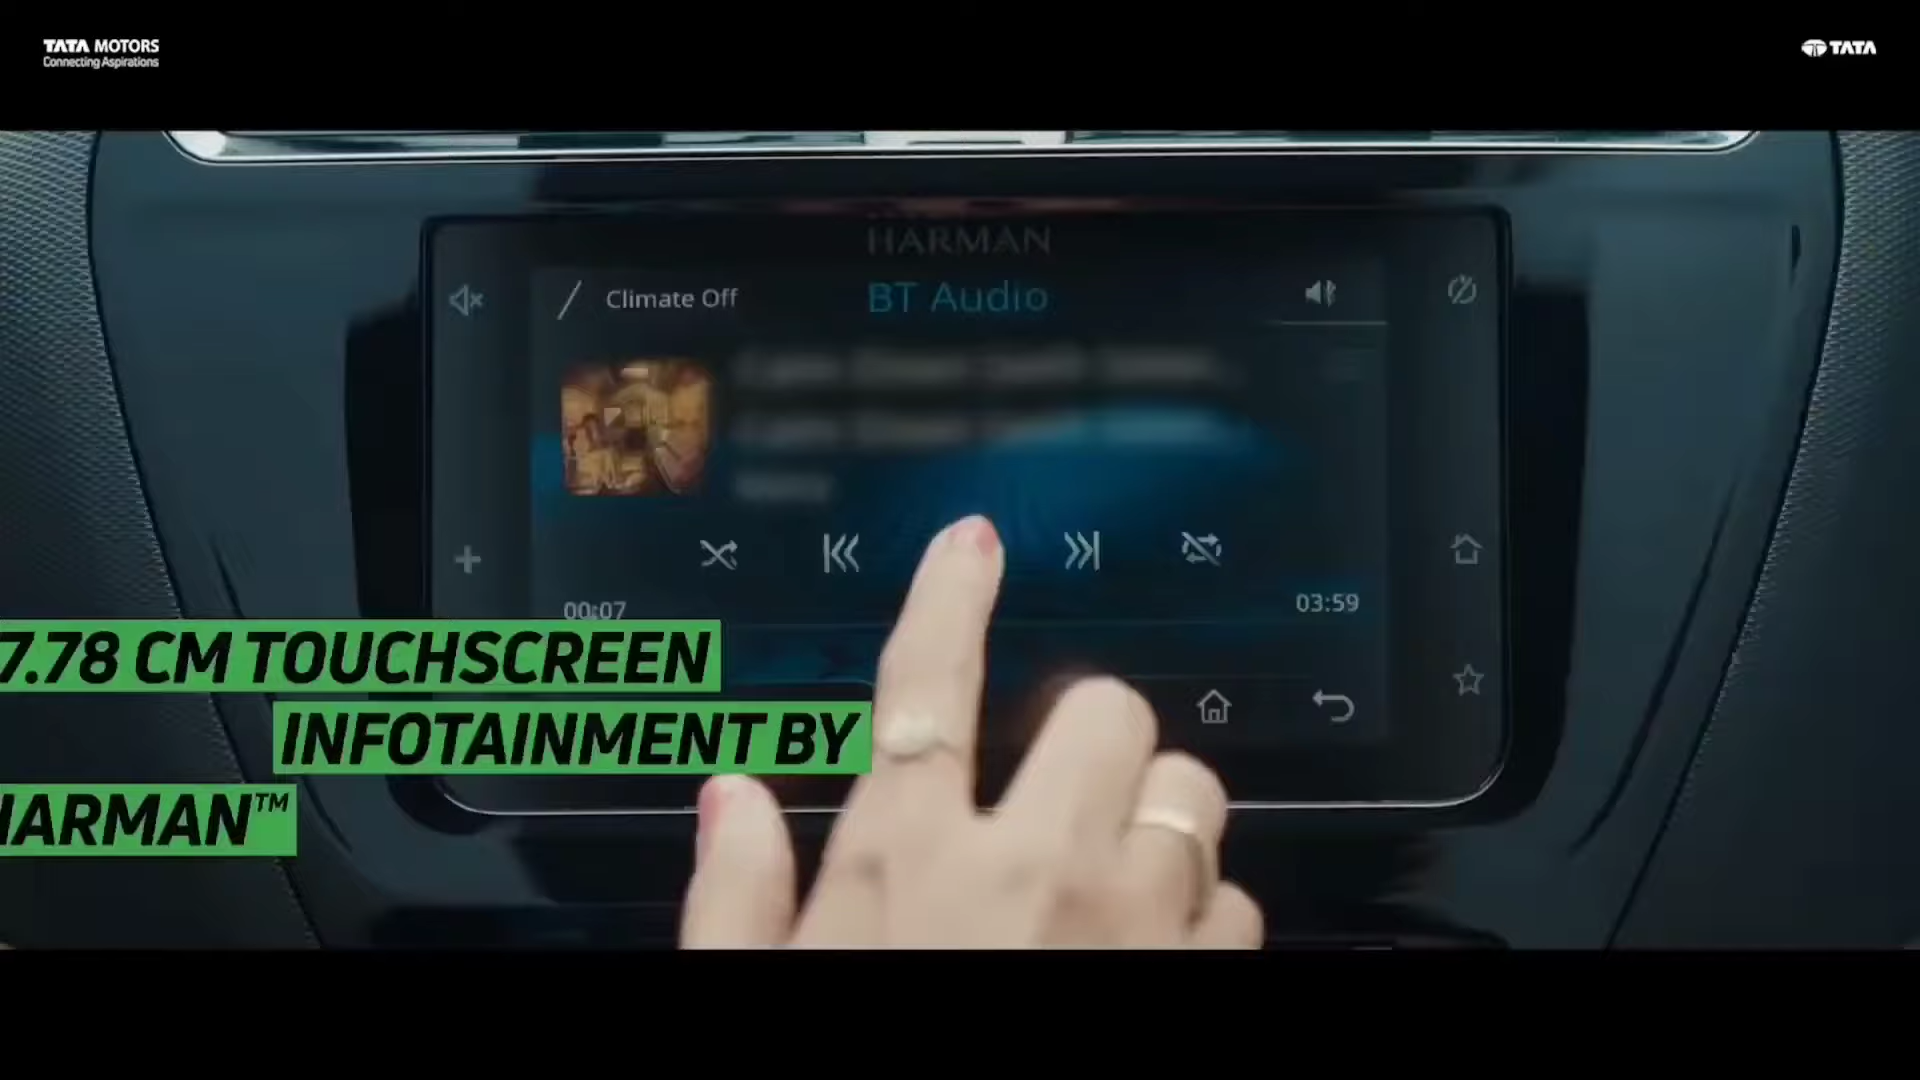 TATA MOTORS
Connecting Aspirations
TATA
HARMAN
Climate Off
BT Audio
00:07
03:59
7.78 CM TOUCHSCREEN
INFOTAINMENT BY
HARMAN™